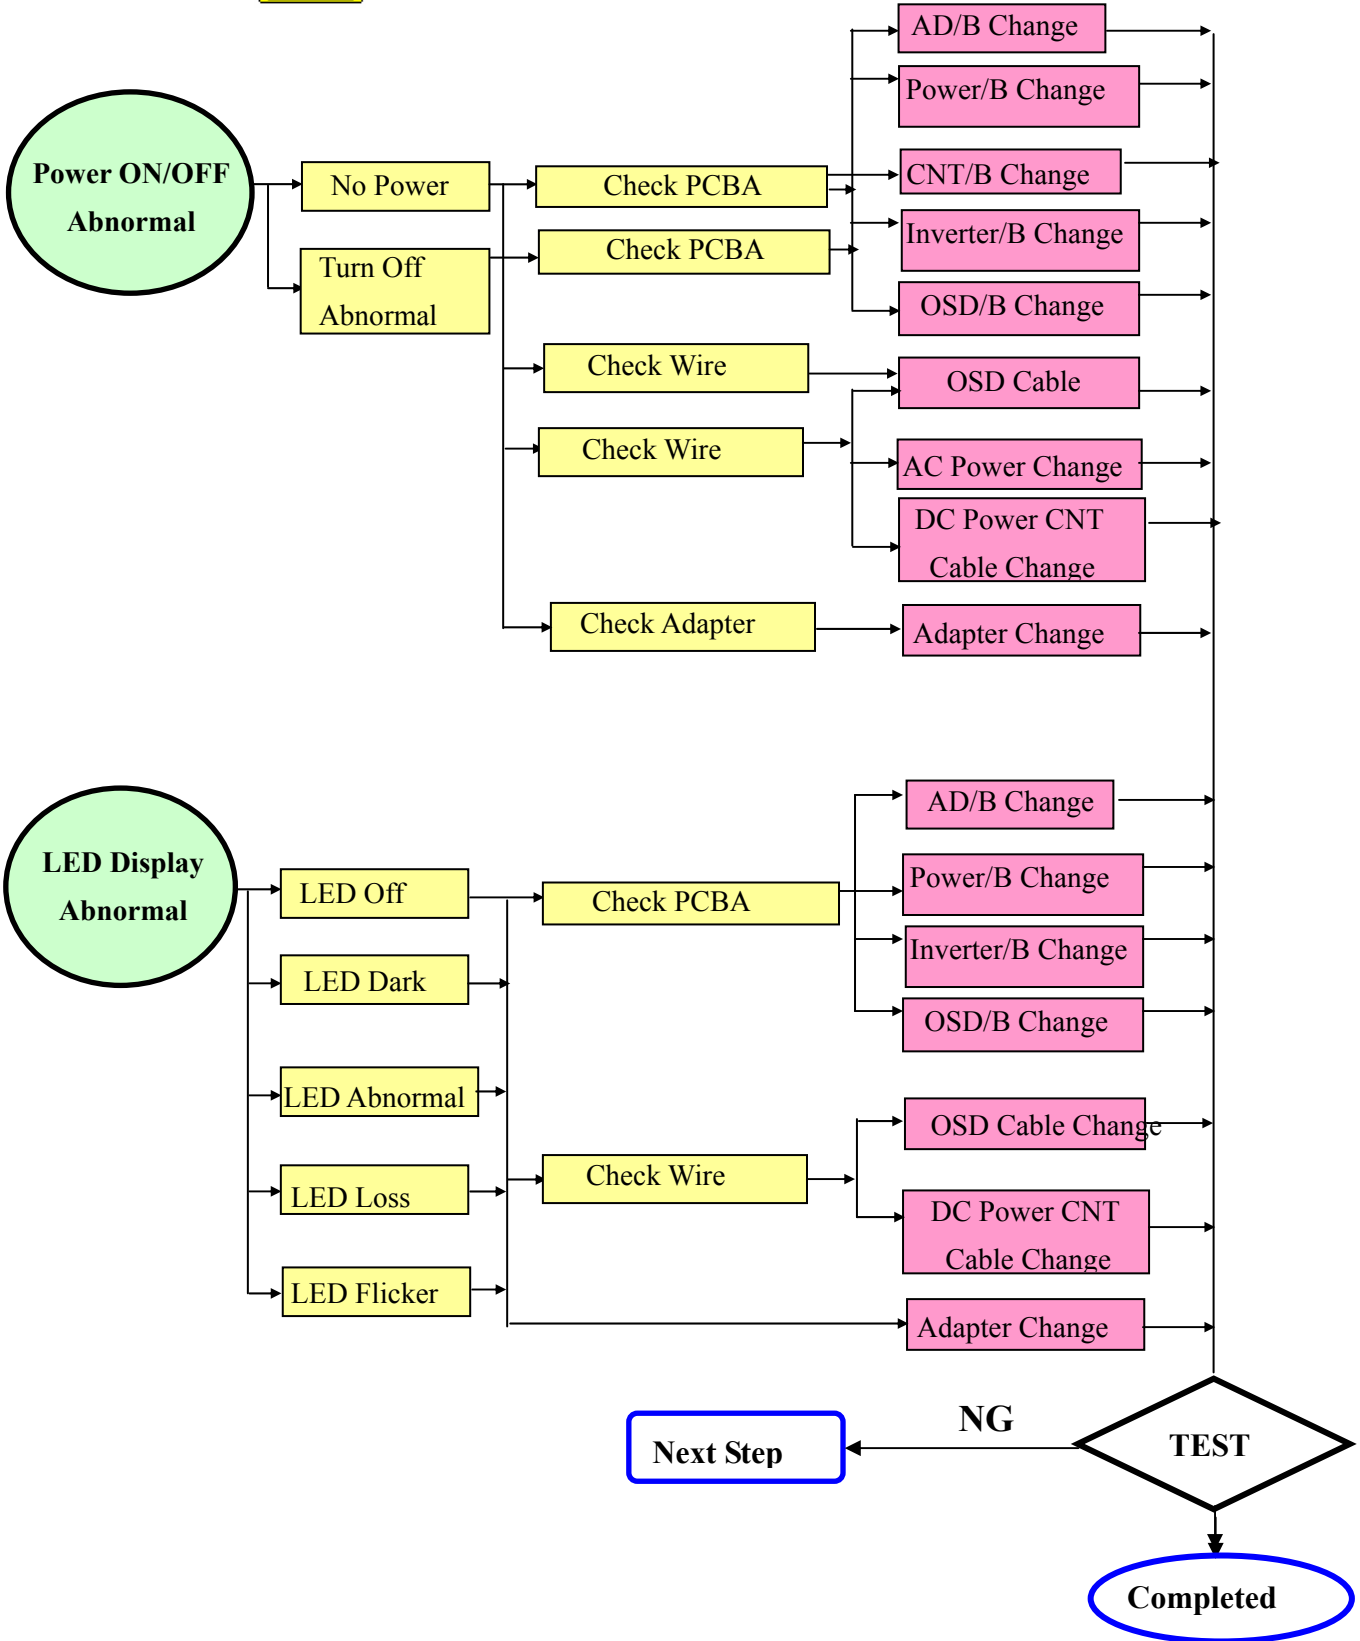 AD/B Change
Power/B Change
Power ON/OFF
Abnormal
No Power
Check PCBA
CNT/B Change
Turn Off
Abnormal
Check PCBA
Inverter/B Change
OSD/B Change
Check Wire
OSD Cable
Check Wire
AC Power Change
DC Power CNT
Cable Change
Check Adapter
Adapter Change
LED Display
Abnormal
LED Off
Check PCBA
AD/B Change
Power/B Change
LED Dark
Inverter/B Change
OSD/B Change
LED Abnormal
OSD Cable Change
Check Wire
LED Loss
DC Power CNT
Cable Change
LED Flicker
Adapter Change
NG
Next Step
TEST
Completed